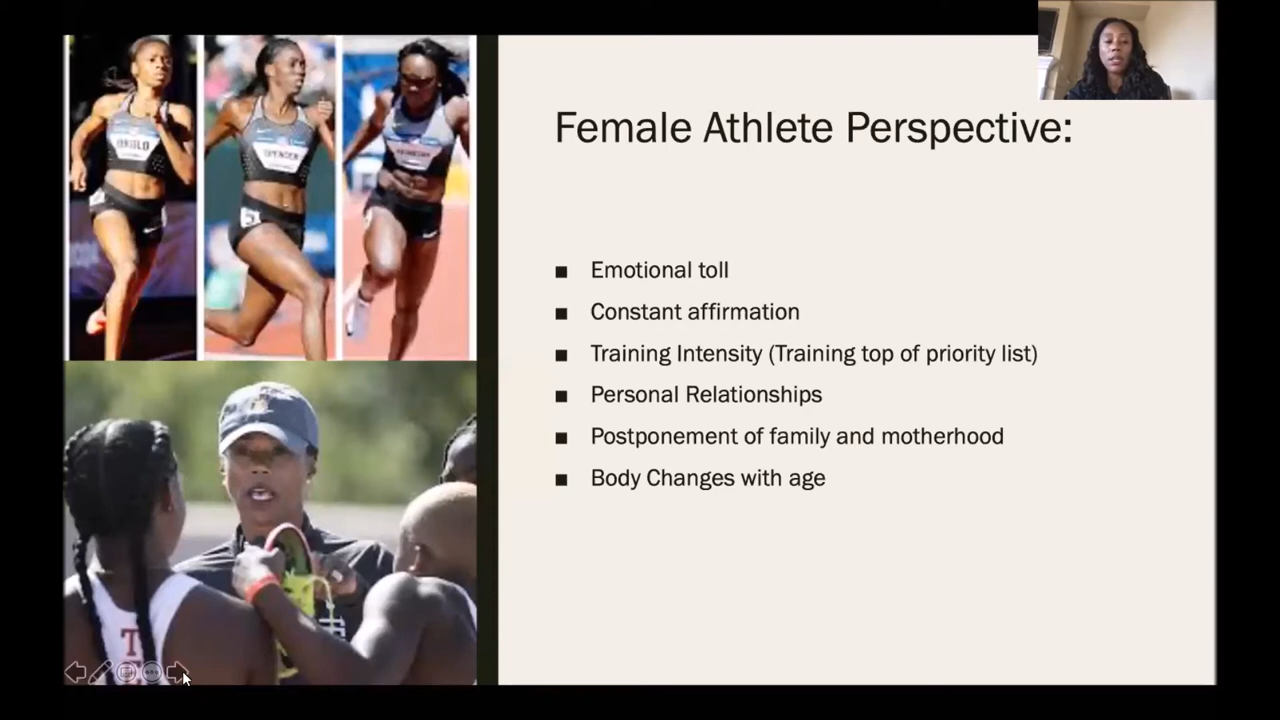 Female Athlete Perspective:
■ Emotional toll
■ Constant affirmation
■ Training Intensity (Training top of priority list)
■ Personal Relationships
■ Postponement of family and motherhood
■ Body Changes with age
OKOLO
SPENCER
T